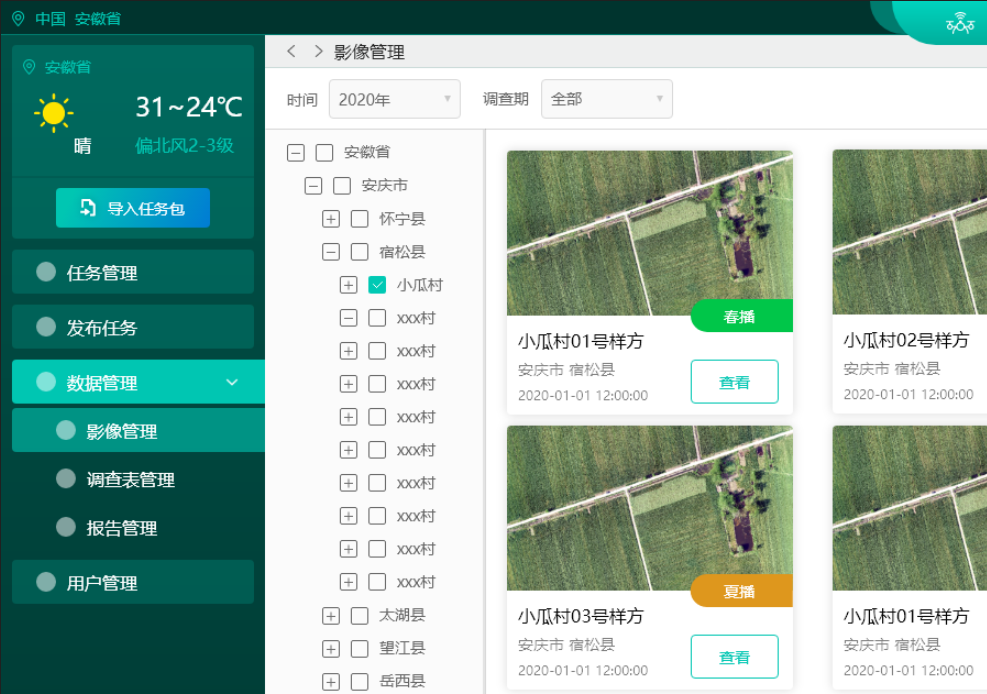 中国 安徽省
安徽省
31~24℃
晴 偏北风2-3级
导入任务包
任务管理
发布任务
数据管理
影像管理
调查表管理
报告管理
用户管理
影像管理
时间 2020年 调查期 全部
安徽省
安庆市
怀宁县
宿松县
小瓜村
xxx村
xxx村
xxx村
xxx村
xxx村
xxx村
xxx村
xxx村
xxx村
太湖县
望江县
岳西县
春播
小瓜村01号样方
安庆市 宿松县
2020-01-01 12:00:00
查看
小瓜村02号样方
安庆市 宿松县
2020-01-01 12:00:00
夏播
小瓜村03号样方
安庆市 宿松县
2020-01-01 12:00:00
查看
小瓜村01号样方
安庆市 宿松县
2020-01-01 12:00:00